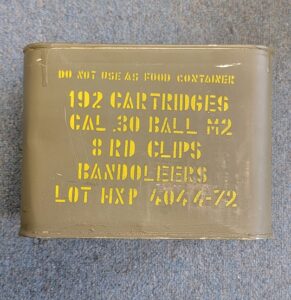 DO NOT USE AS FOOD CONTAINER
192 CARTRIDGES
CAL .30 BALL M2
8 RD CLIPS
BANDOLEERS
LOT HXP 4044-72